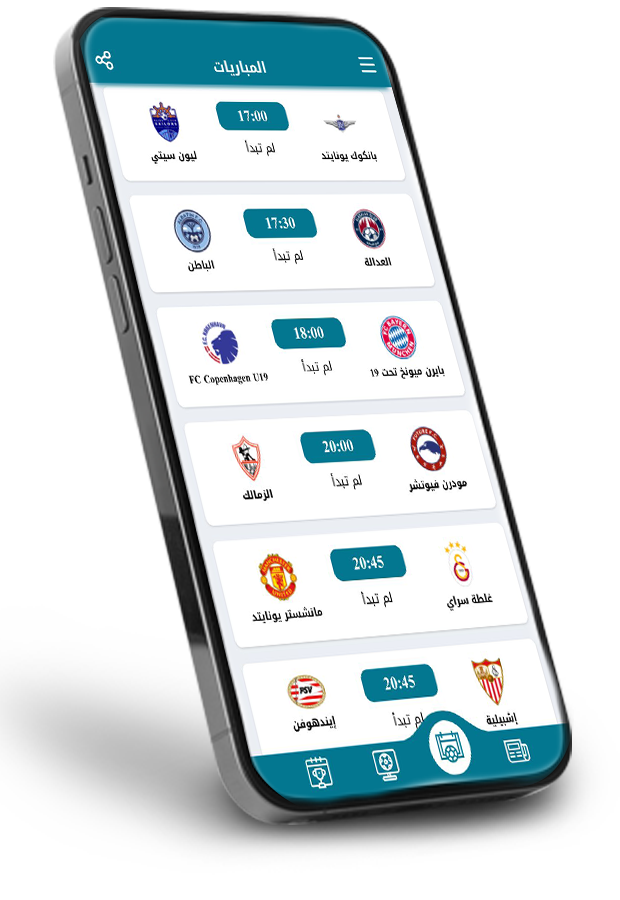 المباريات
17:00
لم تبدأ
بانكوك يونايتد
ليون سيتي
17:30
لم تبدأ
العدالة
الباطن
18:00
لم تبدأ
بايرن ميونخ تحت 19
FC Copenhagen U19
20:00
لم تبدأ
مودرن فيوتشر
الزمالك
20:45
لم تبدأ
غلطة سراي
مانشستر يونايتد
20:45
لم تبدأ
إشبيلية
PSV
إيندهوفن